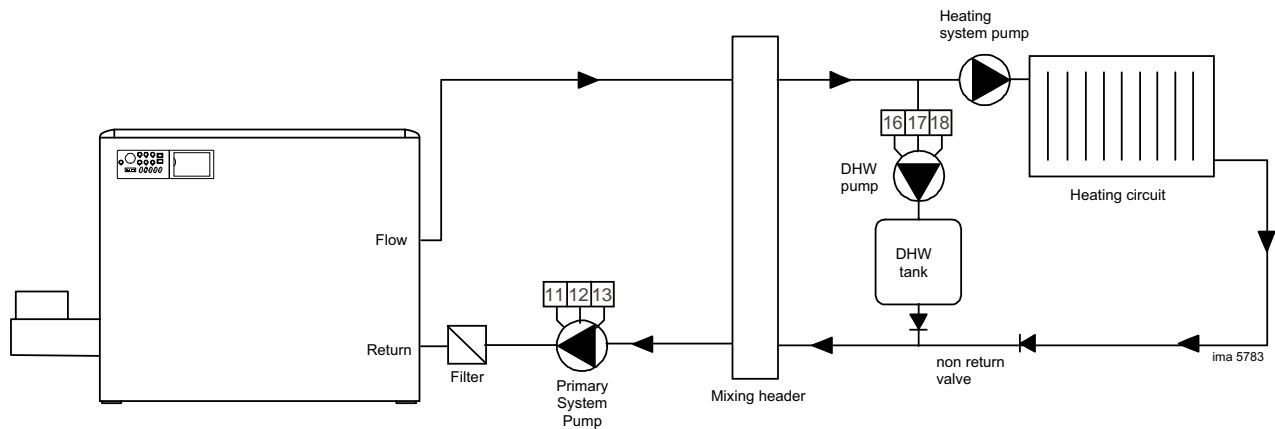 Heating
system pump
16 17 18
DHW
pump
Heating circuit
Flow
DHW
tank
11 12 13
Return
ima 5783
non return
valve
Filter
Primary
System
Pump
Mixing header